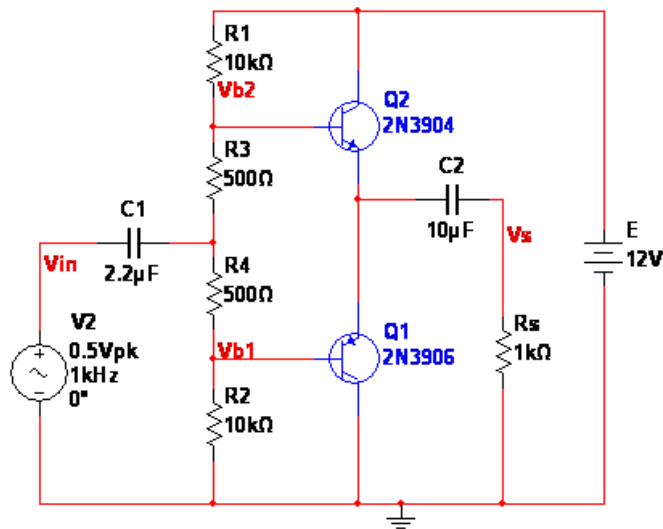 R1
10kΩ
Vb2
Q2
2N3904
R3
500Ω
C2
10µF
Vs
C1
2.2µF
Vin
E
12V
R4
500Ω
V2
0.5Vpk
1kHz
0°
Vb1
Q1
2N3906
Rs
1kΩ
R2
10kΩ